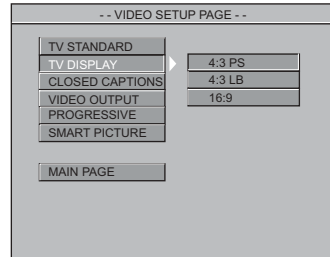 - - VIDEO SETUP PAGE - -
TV STANDARD
TV DISPLAY
CLOSED CAPTIONS
VIDEO OUTPUT
PROGRESSIVE
SMART PICTURE
MAIN PAGE
4:3 PS
4:3 LB
16:9